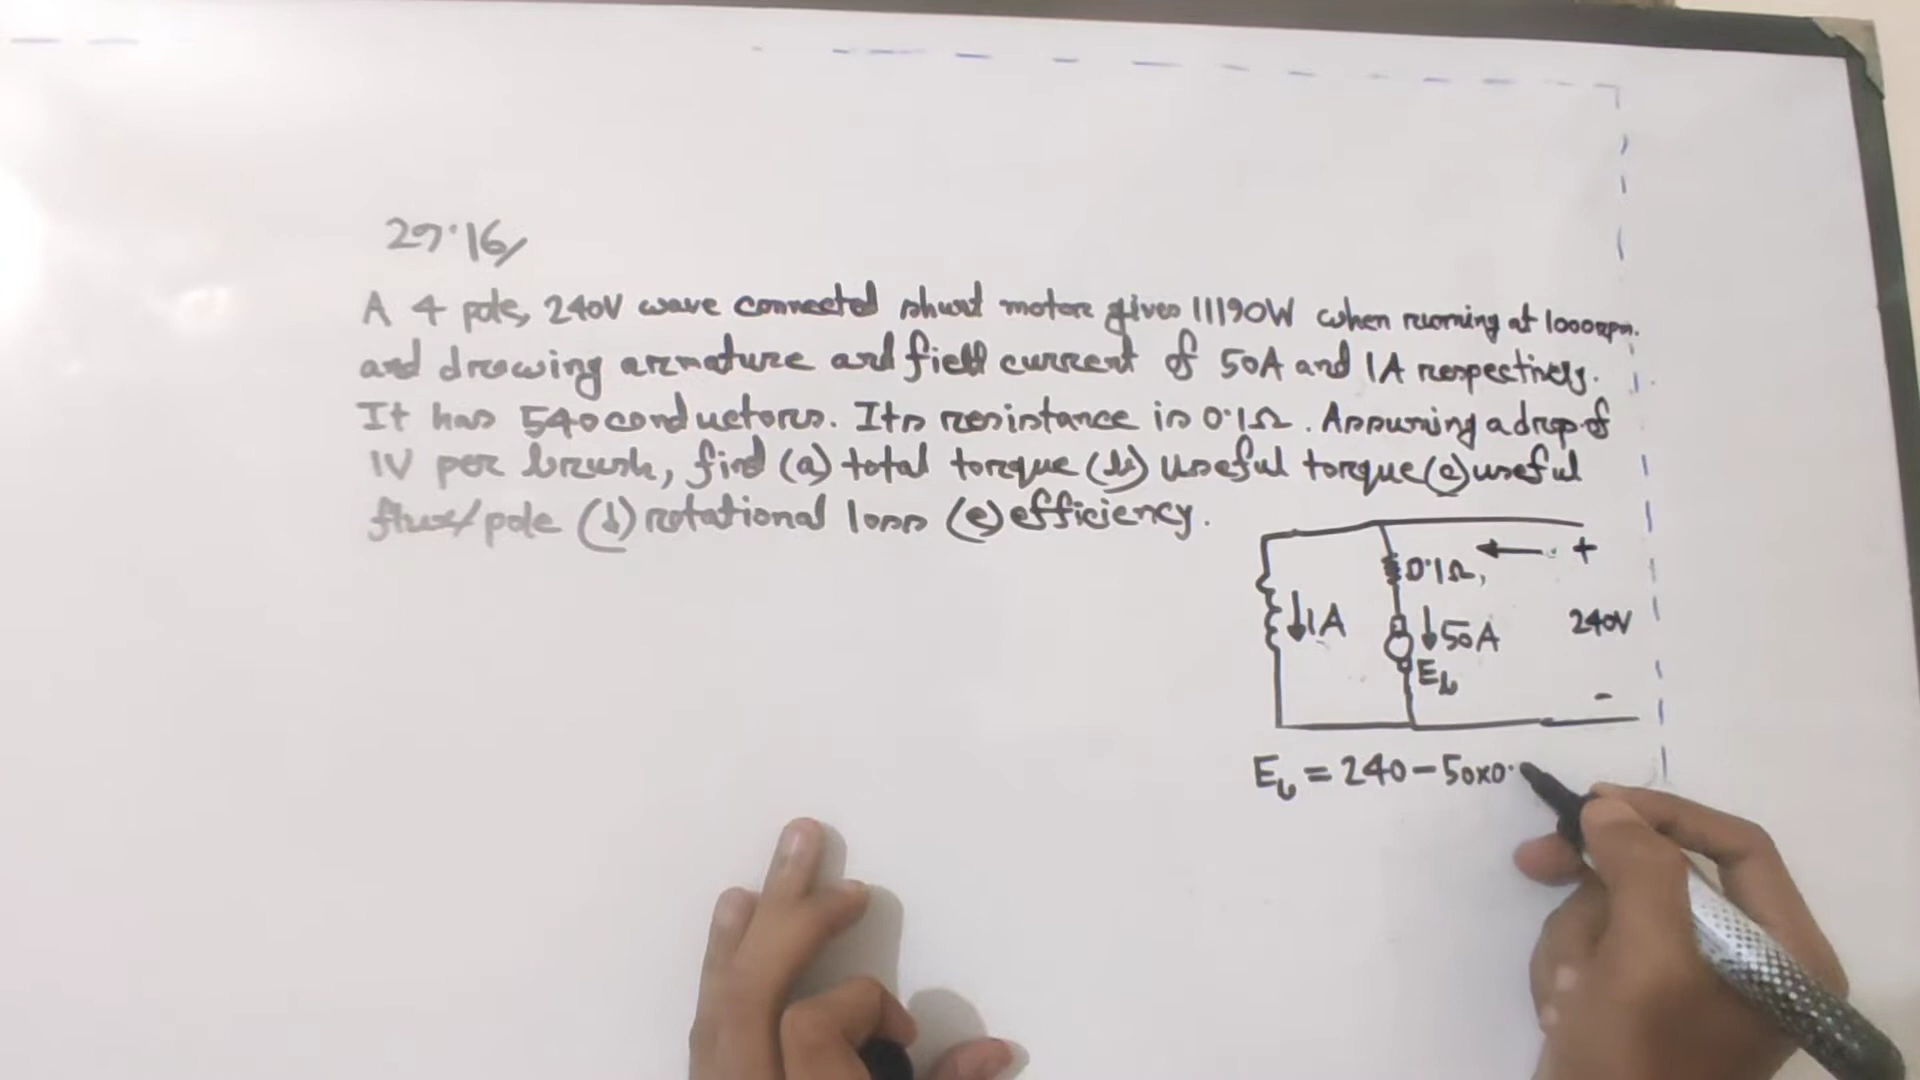 29.16/
A 4 pole, 240V wave connected shunt motor gives 11190W when running at 1000rpm.
and drawing armature and field current of 50A and 1A respectively.
It has 540 conductors. Its resistance is 0.1Ω. Assuming a drop of
1V per brush, find (a) total torque (b) useful torque (c) useful
flux/pole (d) rotational loss (e) efficiency.
+
0.1Ω,
1A
50A
240V
Eb
-
Eb = 240 - 50x0.